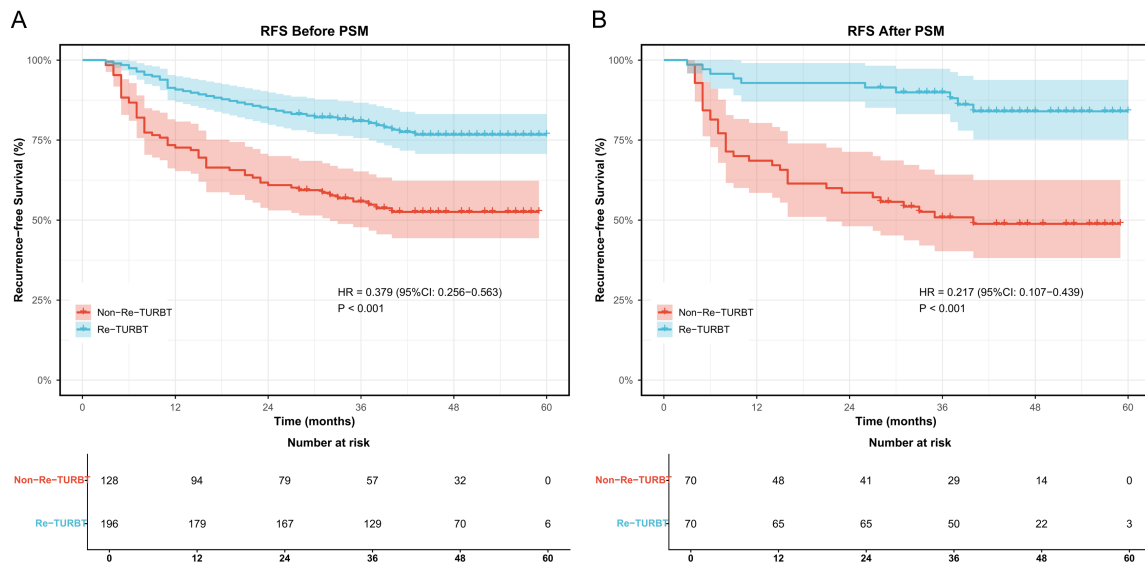 A
RFS Before PSM
100%
75%
50%
25%
0%
Recurrence−free Survival (%)
HR = 0.379 (95%CI: 0.256−0.563)
P < 0.001
Non−Re−TURBT
Re−TURBT
0 12 24 36 48 60
Time (months)
Number at risk
Non−Re−TURBT 128 94 79 57 32 0
Re−TURBT 196 179 167 129 70 6
0 12 24 36 48 60
B
RFS After PSM
100%
75%
50%
25%
0%
Recurrence−free Survival (%)
HR = 0.217 (95%CI: 0.107−0.439)
P < 0.001
Non−Re−TURBT
Re−TURBT
0 12 24 36 48 60
Time (months)
Number at risk
Non−Re−TURBT 70 48 41 29 14 0
Re−TURBT 70 65 65 50 22 3
0 12 24 36 48 60